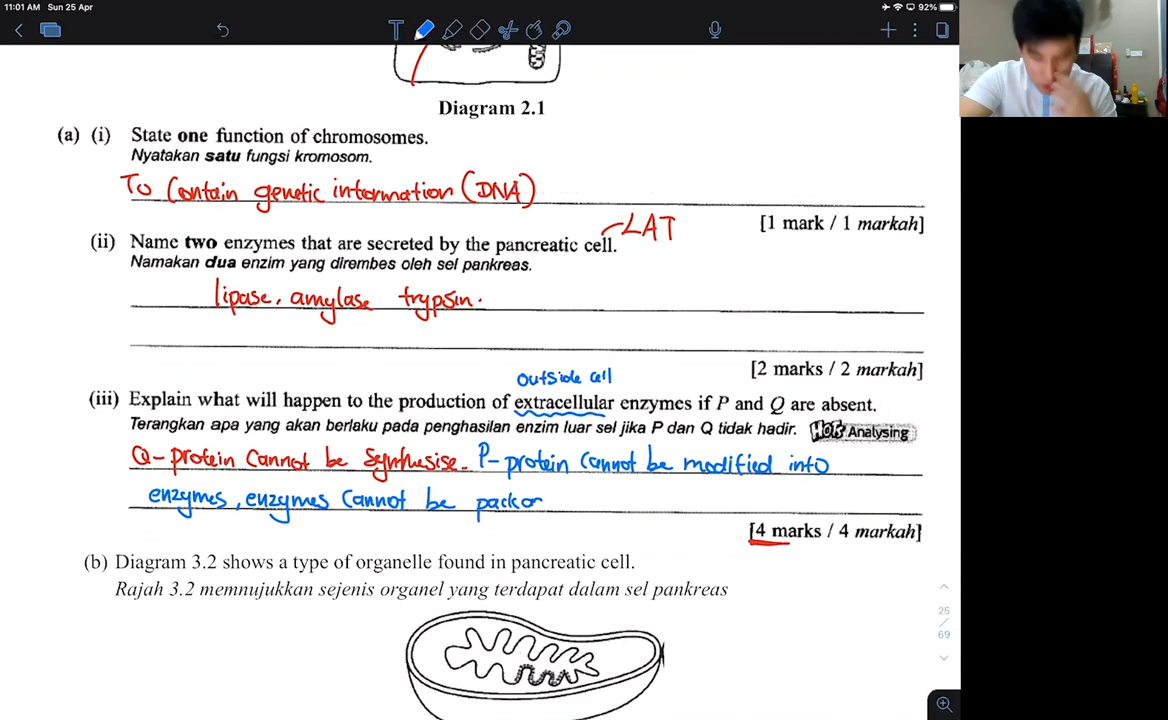 11:01 AM Sun 25 Apr
92%
Diagram 2.1
(a) (i) State one function of chromosomes.
Nyatakan satu fungsi kromosom.
To contain genetic information (DNA)
[1 mark / 1 markah]
LAT
(ii) Name two enzymes that are secreted by the pancreatic cell.
Namakan dua enzim yang dirembes oleh sel pankreas.
lipase, amylase trypsin.
[2 marks / 2 markah]
outside cell
(iii) Explain what will happen to the production of extracellular enzymes if P and Q are absent.
Terangkan apa yang akan berlaku pada penghasilan enzim luar sel jika P dan Q tidak hadir. HOTs Analysing
Q-protein cannot be synthesise. P-protein cannot be modified into
enzymes, enzymes cannot be packa
[4 marks / 4 markah]
(b) Diagram 3.2 shows a type of organelle found in pancreatic cell.
Rajah 3.2 memnujukkan sejenis organel yang terdapat dalam sel pankreas
25
/
69